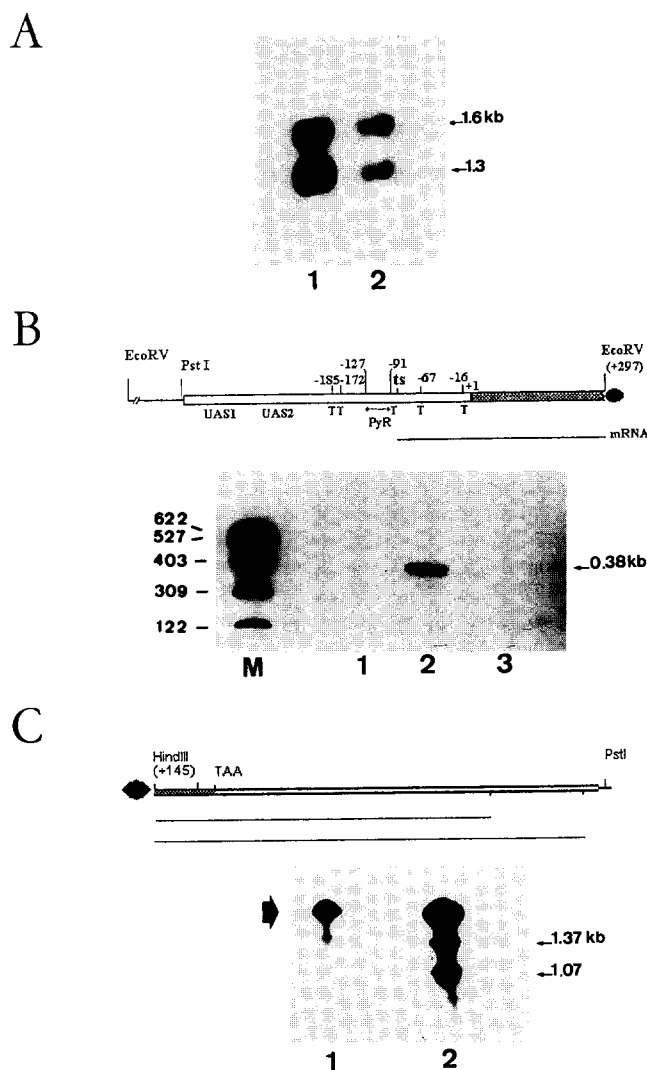 A
1.6 kb
1.3
1 2
B
EcoRV
Pst I
-185
-172
-127
-91
ts
-67
-16
+1
EcoRV
(+297)
UAS1 UAS2 TT PyR T T T
mRNA
622
527
403
309
122
0.38kb
M 1 2 3
C
HindIII
(+145)
TAA
PstI
1.37 kb
1.07
1 2